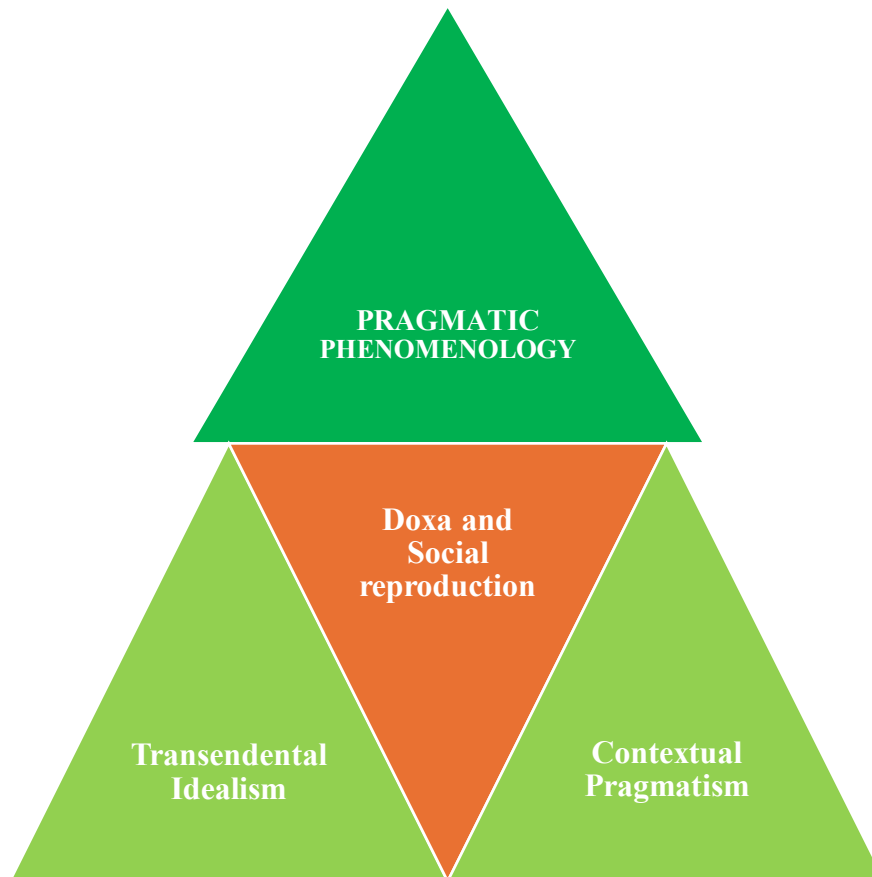 PRAGMATIC
PHENOMENOLOGY
Doxa and
Social
reproduction
Transendental
Idealism
Contextual
Pragmatism